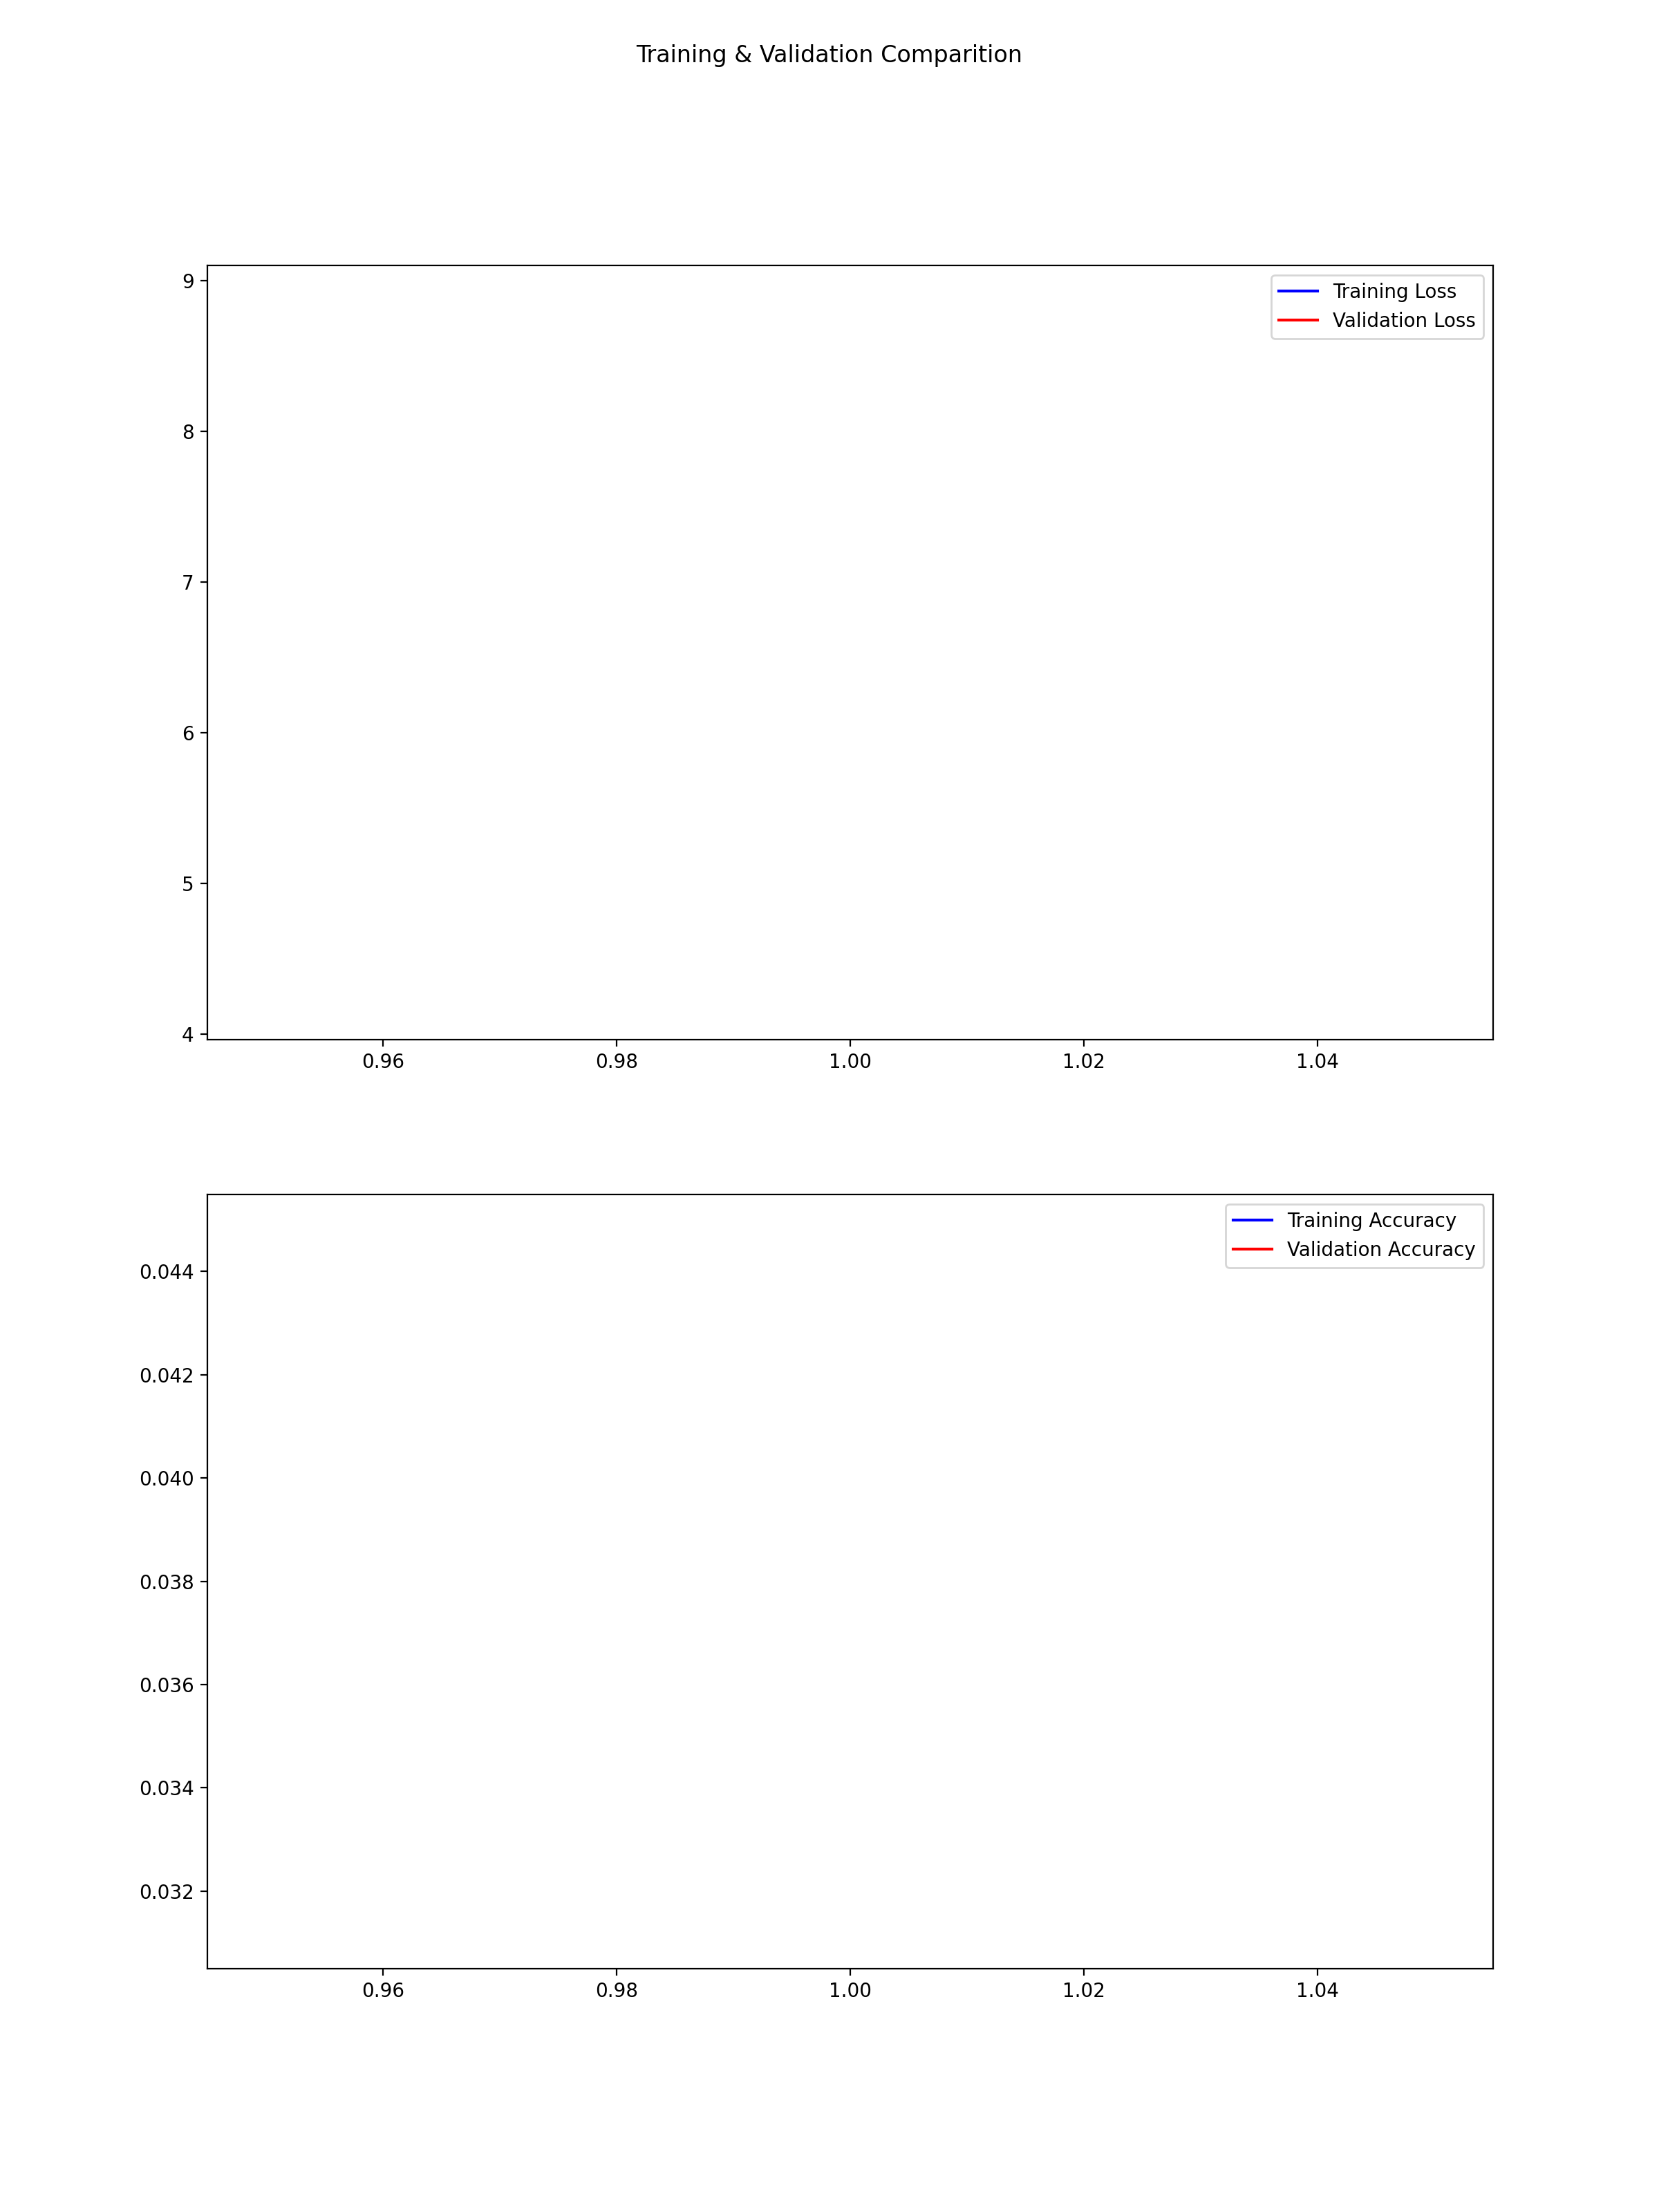 Training & Validation Comparition
9
8
7
6
5
4
Training Loss
Validation Loss
0.96 0.98 1.00 1.02 1.04
0.044
0.042
0.040
0.038
0.036
0.034
0.032
Training Accuracy
Validation Accuracy
0.96 0.98 1.00 1.02 1.04